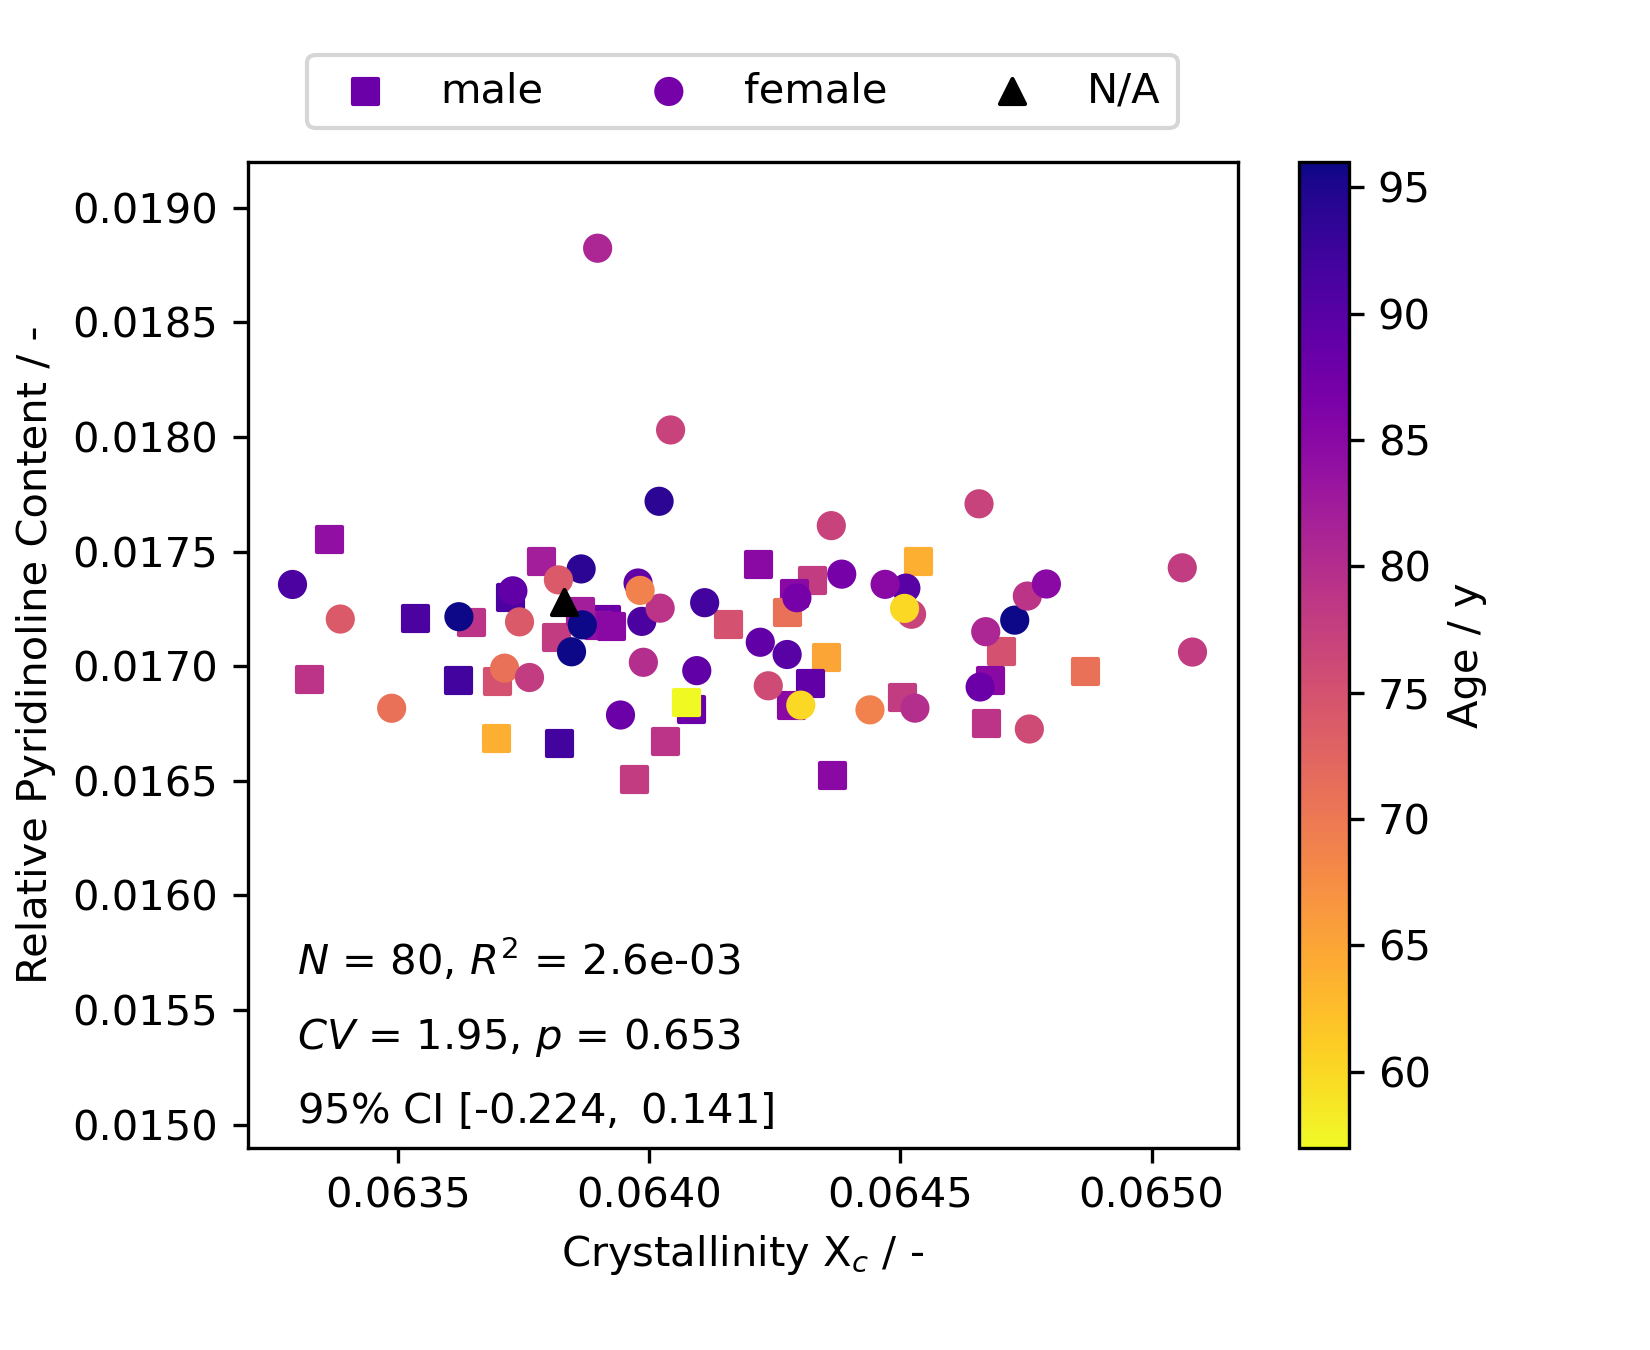 male female N/A
Relative Pyridinoline Content / -
0.0190
0.0185
0.0180
0.0175
0.0170
0.0165
0.0160
0.0155
0.0150
N = 80, R² = 2.6e-03
CV = 1.95, p = 0.653
95% CI [-0.224, 0.141]
0.0635 0.0640 0.0645 0.0650
Crystallinity X_c / -
95
90
85
80
75
70
65
60
Age / y